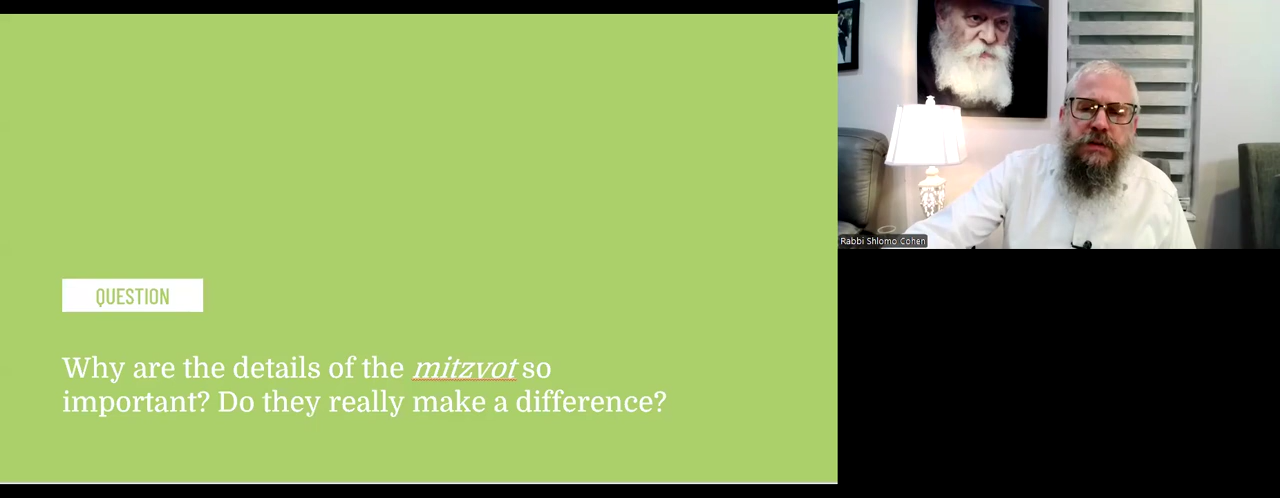 QUESTION
Why are the details of the mitzvot so
important? Do they really make a difference?
Rabbi Shlomo Cohen